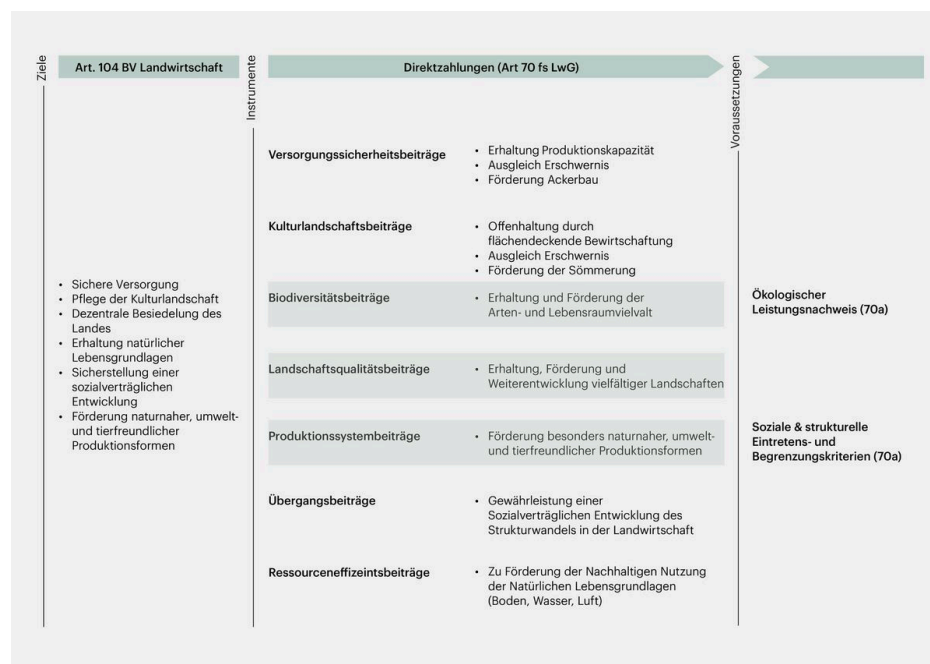 Ziele
Art. 104 BV Landwirtschaft
Instrumente
Direktzahlungen (Art 70 fs LwG)
Voraussetzungen
• Sichere Versorgung
• Pflege der Kulturlandschaft
• Dezentrale Besiedelung des
Landes
• Erhaltung natürlicher
Lebensgrundlagen
• Sicherstellung einer
sozialverträglichen
Entwicklung
• Förderung naturnaher, umwelt-
und tierfreundlicher
Produktionsformen
Versorgungssicherheitsbeiträge
• Erhaltung Produktionskapazität
• Ausgleich Erschwernis
• Förderung Ackerbau
Kulturlandschaftsbeiträge
• Offenhaltung durch
flächendeckende Bewirtschaftung
• Ausgleich Erschwernis
• Förderung der Sömmerung
Biodiversitätsbeiträge
• Erhaltung und Förderung der
Arten- und Lebensraumvielvalt
Landschaftsqualitätsbeiträge
• Erhaltung, Förderung und
Weiterentwicklung vielfältiger Landschaften
Produktionssystembeiträge
• Förderung besonders naturnaher, umwelt-
und tierfreundlicher Produktionsformen
Übergangsbeiträge
• Gewährleistung einer
Sozialverträglichen Entwicklung des
Strukturwandels in der Landwirtschaft
Ressourceneffizeintsbeiträge
• Zu Förderung der Nachhaltigen Nutzung
der Natürlichen Lebensgrundlagen
(Boden, Wasser, Luft)
Ökologischer
Leistungsnachweis (70a)
Soziale & strukturelle
Eintretens- und
Begrenzungskriterien (70a)